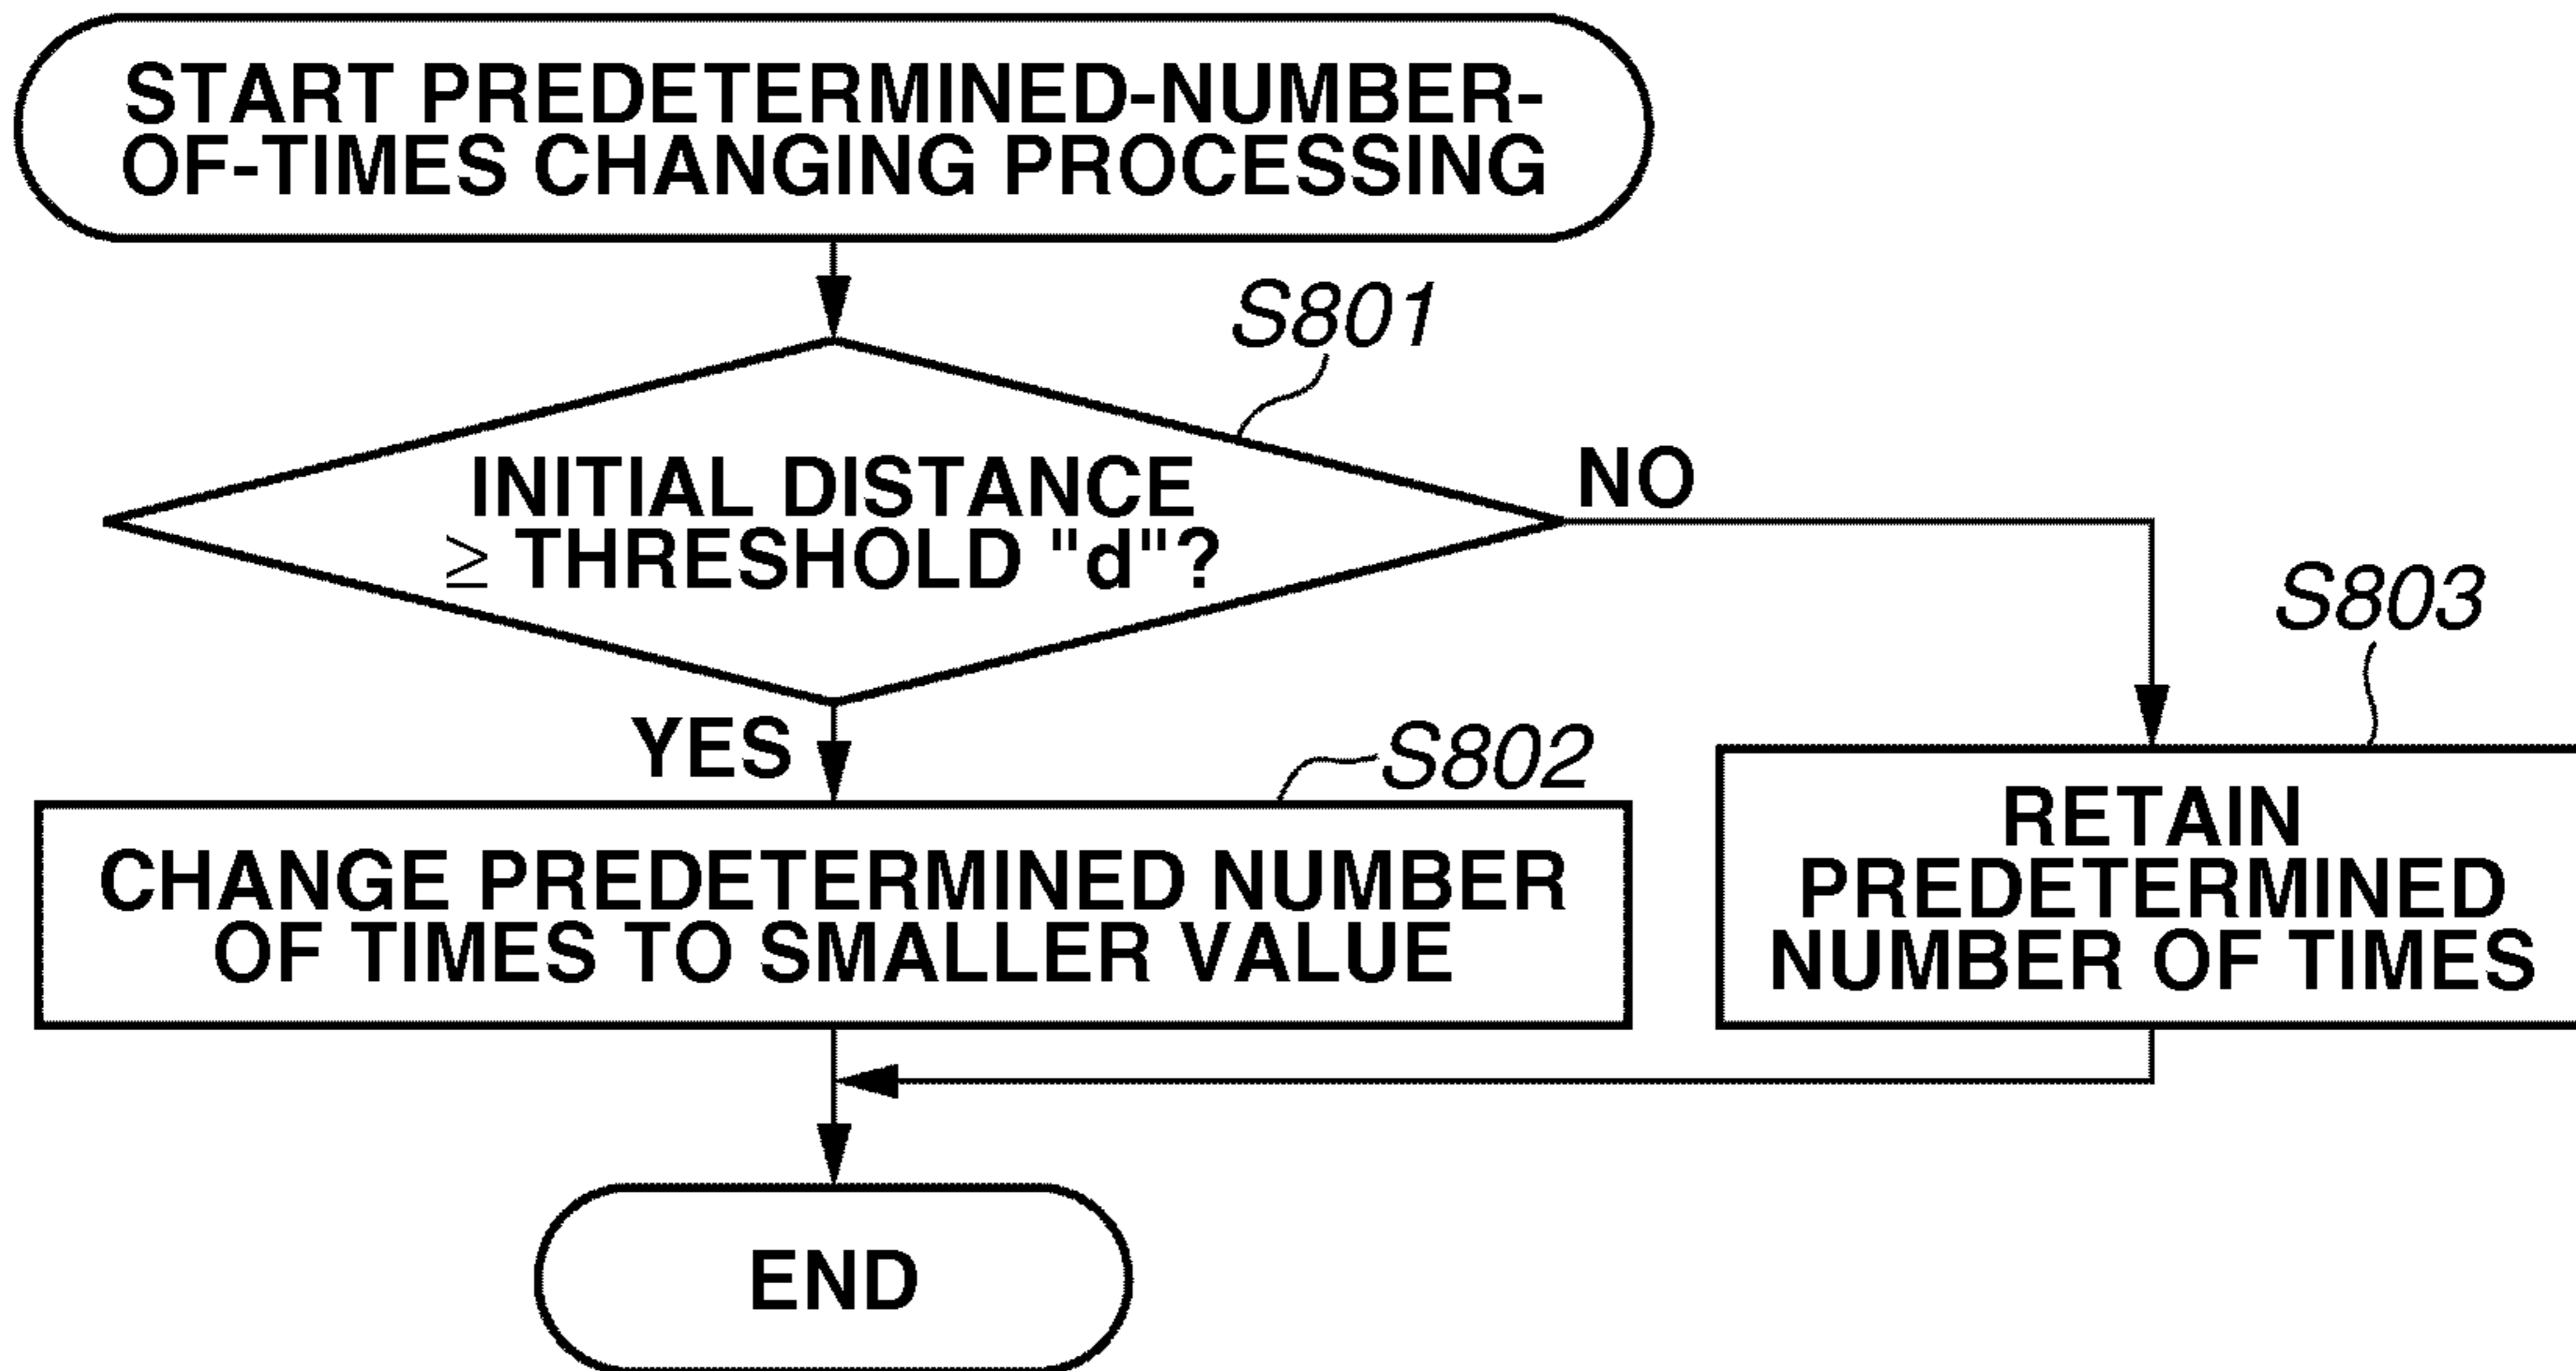 START PREDETERMINED-NUMBER-
OF-TIMES CHANGING PROCESSING
S801
INITIAL DISTANCE
≥ THRESHOLD "d"?
NO
YES
S802
CHANGE PREDETERMINED NUMBER
OF TIMES TO SMALLER VALUE
S803
RETAIN
PREDETERMINED
NUMBER OF TIMES
END